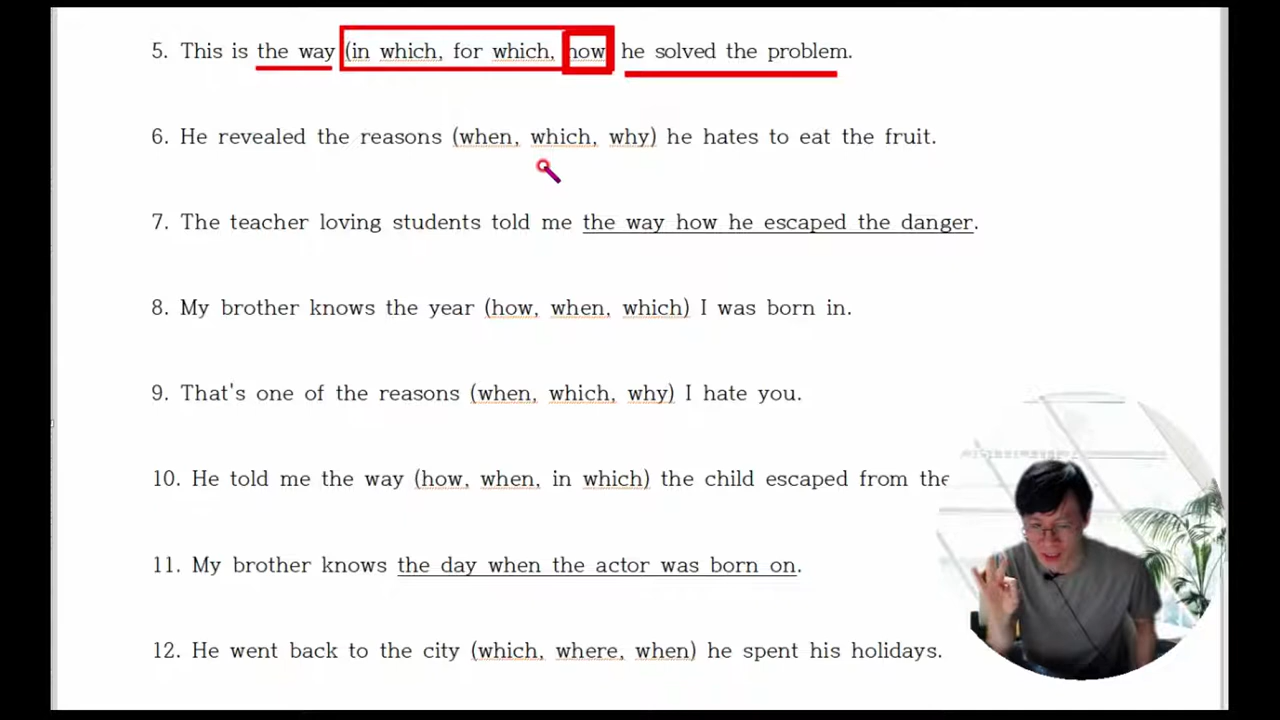 5. This is the way (in which, for which, how) he solved the problem.
6. He revealed the reasons (when, which, why) he hates to eat the fruit.
7. The teacher loving students told me the way how he escaped the danger.
8. My brother knows the year (how, when, which) I was born in.
9. That's one of the reasons (when, which, why) I hate you.
10. He told me the way (how, when, in which) the child escaped from the
11. My brother knows the day when the actor was born on.
12. He went back to the city (which, where, when) he spent his holidays.